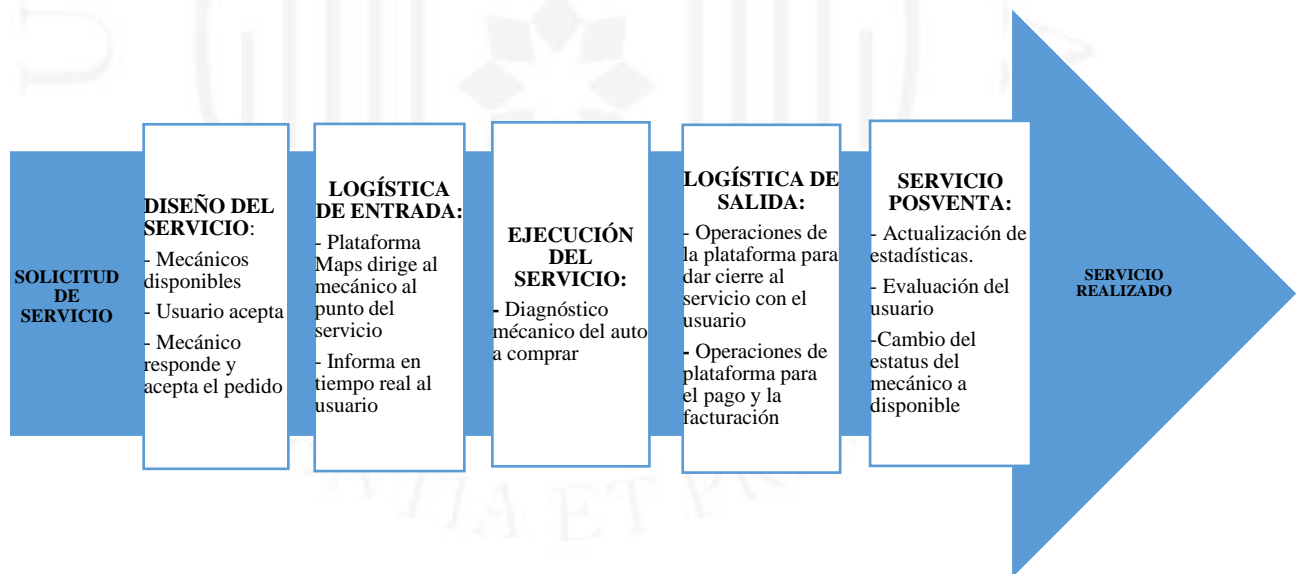 SOLICITUD
DE
SERVICIO
DISEÑO DEL
SERVICIO:
- Mecánicos
disponibles
- Usuario acepta
- Mecánico
responde y
acepta el pedido
LOGÍSTICA
DE ENTRADA:
- Plataforma
Maps dirige al
mecánico al
punto del
servicio
- Informa en
tiempo real al
usuario
EJECUCIÓN
DEL
SERVICIO:
- Diagnóstico
mécanico del auto
a comprar
LOGÍSTICA DE
SALIDA:
- Operaciones de
la plataforma para
dar cierre al
servicio con el
usuario
- Operaciones de
plataforma para
el pago y la
facturación
SERVICIO
POSVENTA:
- Actualización de
estadísticas.
- Evaluación del
usuario
-Cambio del
estatus del
mecánico a
disponible
SERVICIO
REALIZADO